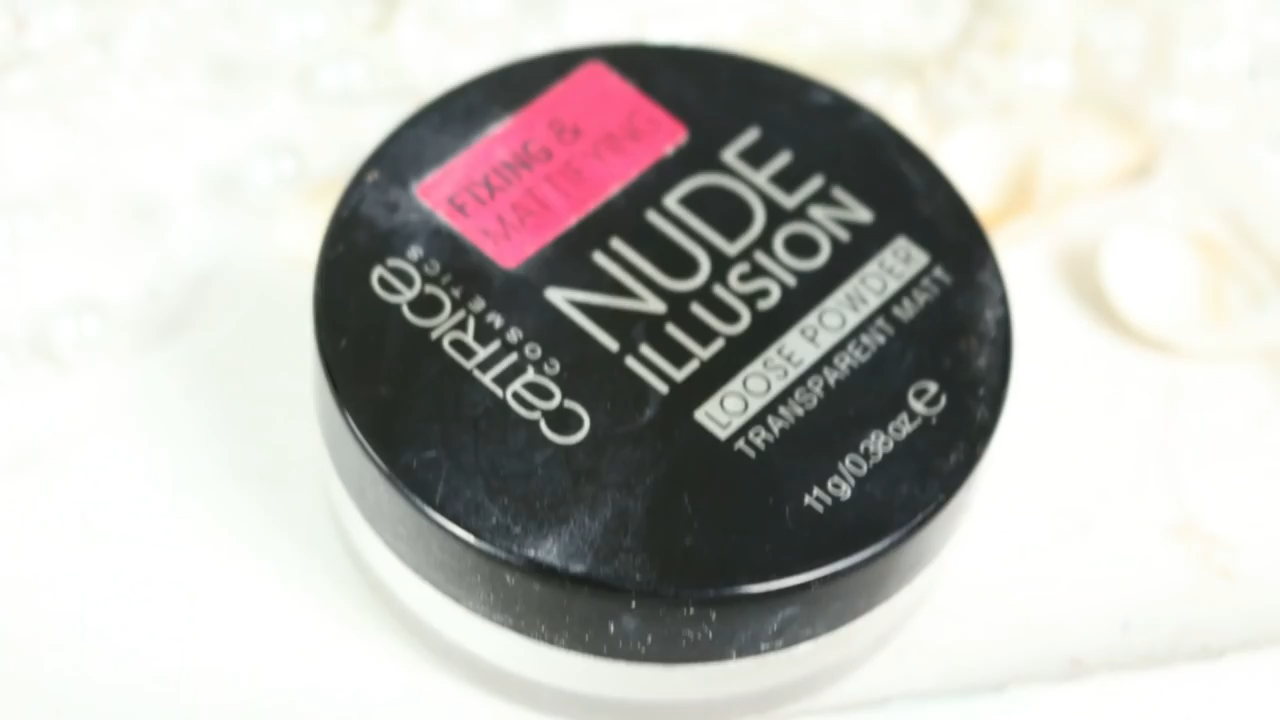 FIXING &
MATTIFYING
CATRICE
COSMETICS
NUDE
ILLUSION
LOOSE POWDER
TRANSPARENT MATT
11g/0.38oz.e